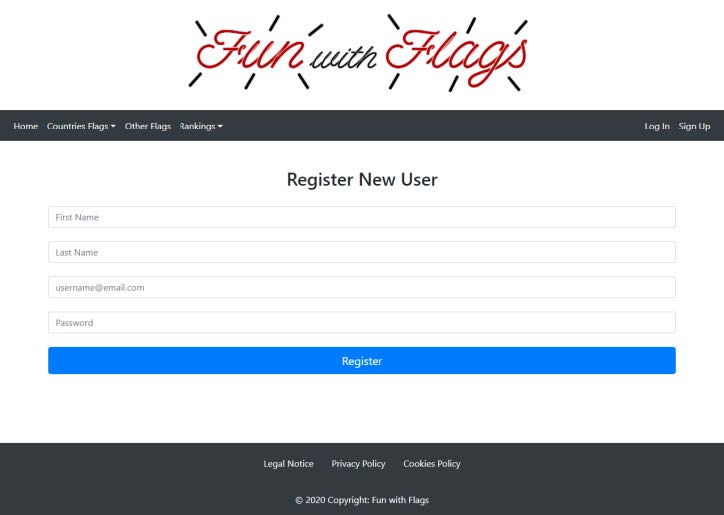 Fun with Flags
Home Countries Flags Other Flags Rankings Log In Sign Up
Register New User
First Name
Last Name
username@email.com
Password
Register
Legal Notice Privacy Policy Cookies Policy
© 2020 Copyright: Fun with Flags